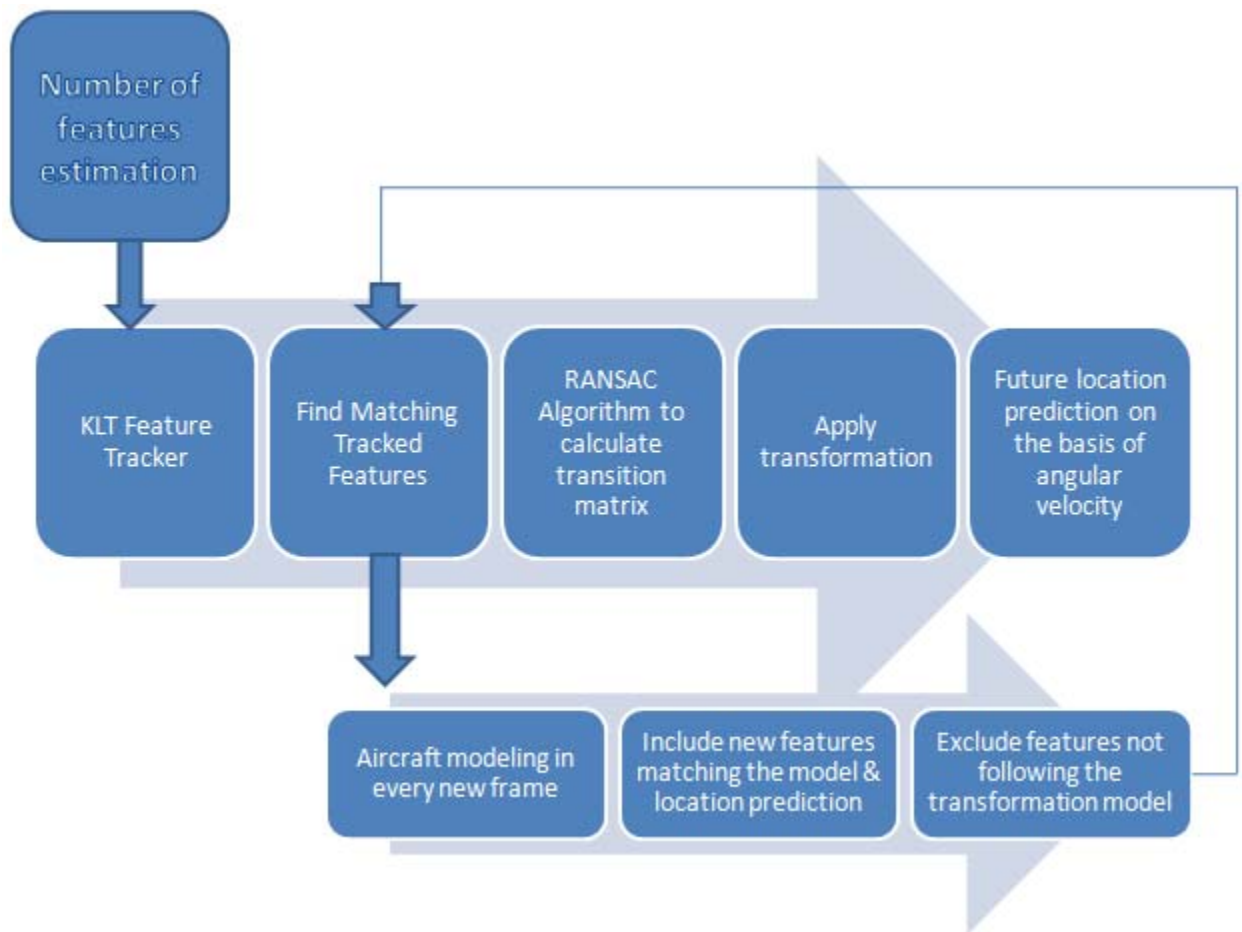 Number of
features
estimation
KLT Feature
Tracker
Find Matching
Tracked
Features
RANSAC
Algorithm to
calculate
transition
matrix
Apply
transformation
Future location
prediction on
the basis of
angular
velocity
Aircraft modeling in
every new frame
Include new features
matching the model &
location prediction
Exclude features not
following the
transformation model